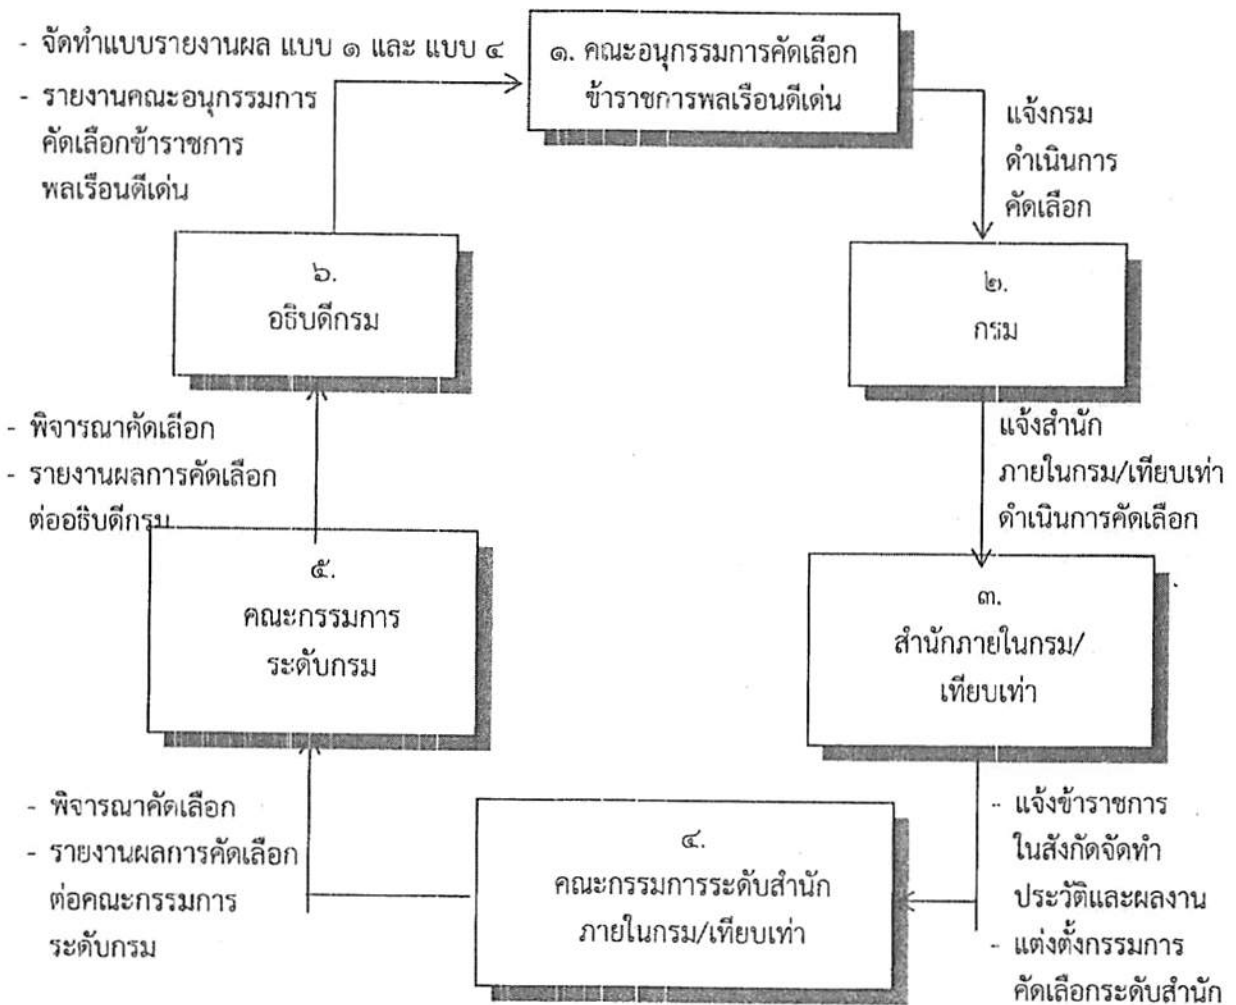 - จัดทำแบบรายงานผล แบบ ๑ และ แบบ ๔
- รายงานคณะอนุกรรมการ
คัดเลือกข้าราชการ
พลเรือนดีเด่น
๑. คณะอนุกรรมการคัดเลือก
ข้าราชการพลเรือนดีเด่น
แจ้งกรม
ดำเนินการ
คัดเลือก
๒.
กรม
แจ้งสำนัก
ภายในกรม/เทียบเท่า
ดำเนินการคัดเลือก
๓.
สำนักภายในกรม/
เทียบเท่า
- แจ้งข้าราชการ
ในสังกัดจัดทำ
ประวัติและผลงาน
- แต่งตั้งกรรมการ
คัดเลือกระดับสำนัก
๔.
คณะกรรมการระดับสำนัก
ภายในกรม/เทียบเท่า
- พิจารณาคัดเลือก
- รายงานผลการคัดเลือก
ต่อคณะกรรมการ
ระดับกรม
๕.
คณะกรรมการ
ระดับกรม
- พิจารณาคัดเลือก
- รายงานผลการคัดเลือก
ต่ออธิบดีกรม
๖.
อธิบดีกรม